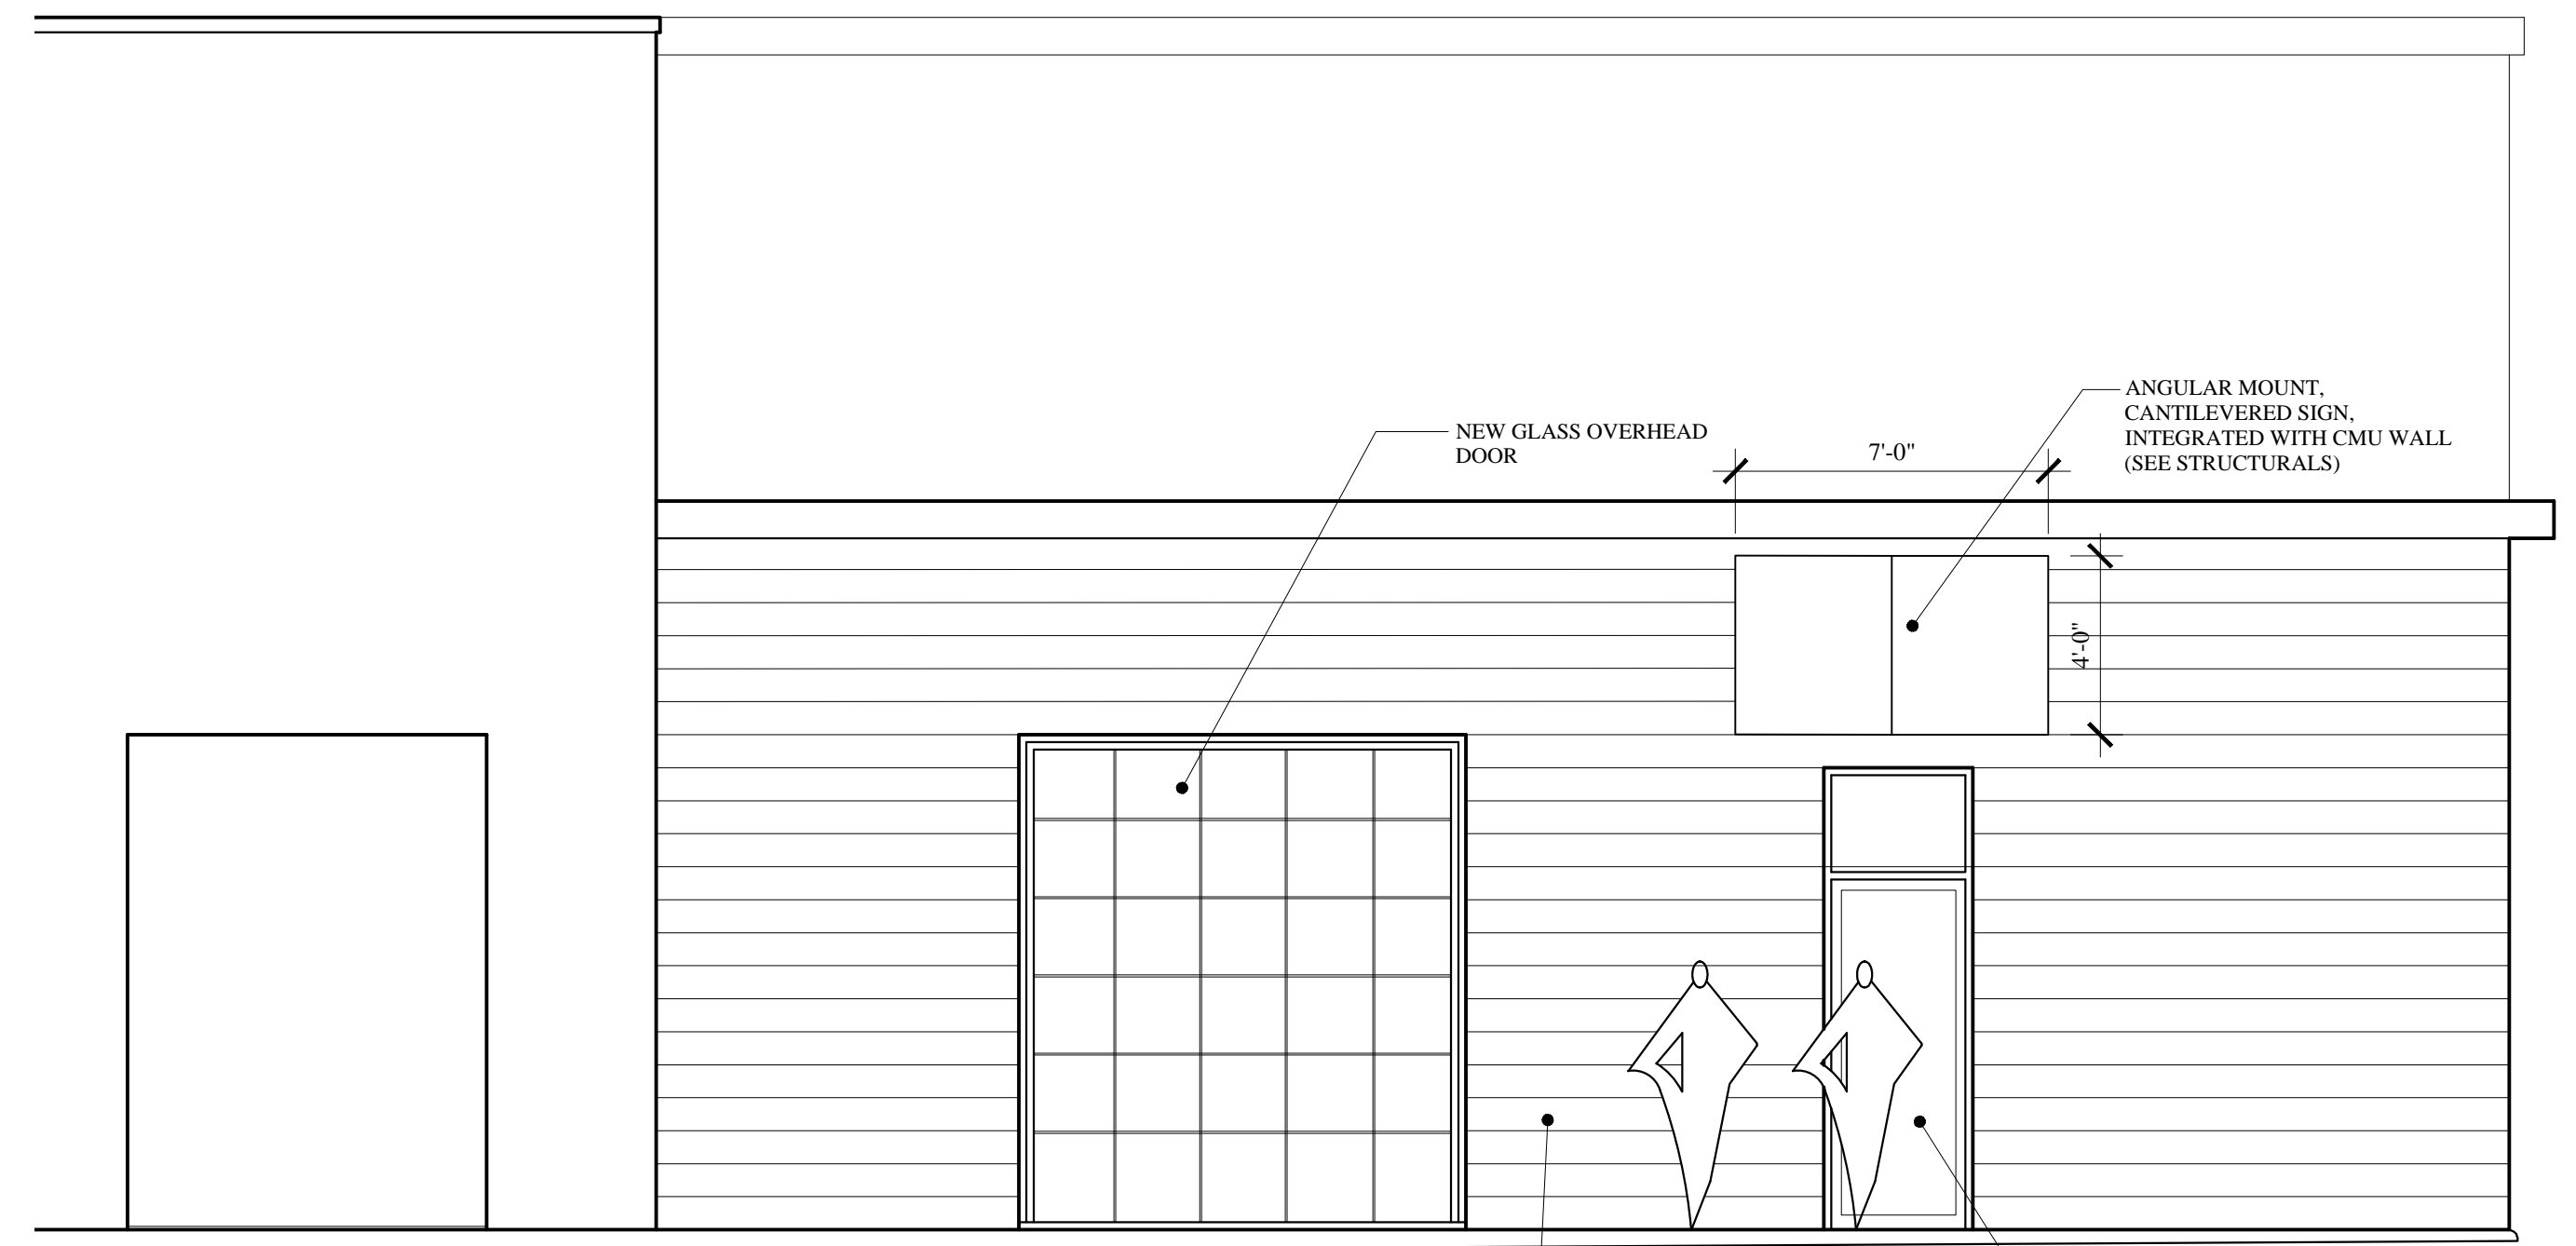 NEW GLASS OVERHEAD
DOOR
7'-0"
ANGULAR MOUNT,
CANTILEVERED SIGN,
INTEGRATED WITH CMU WALL
(SEE STRUCTURALS)
4'-0"